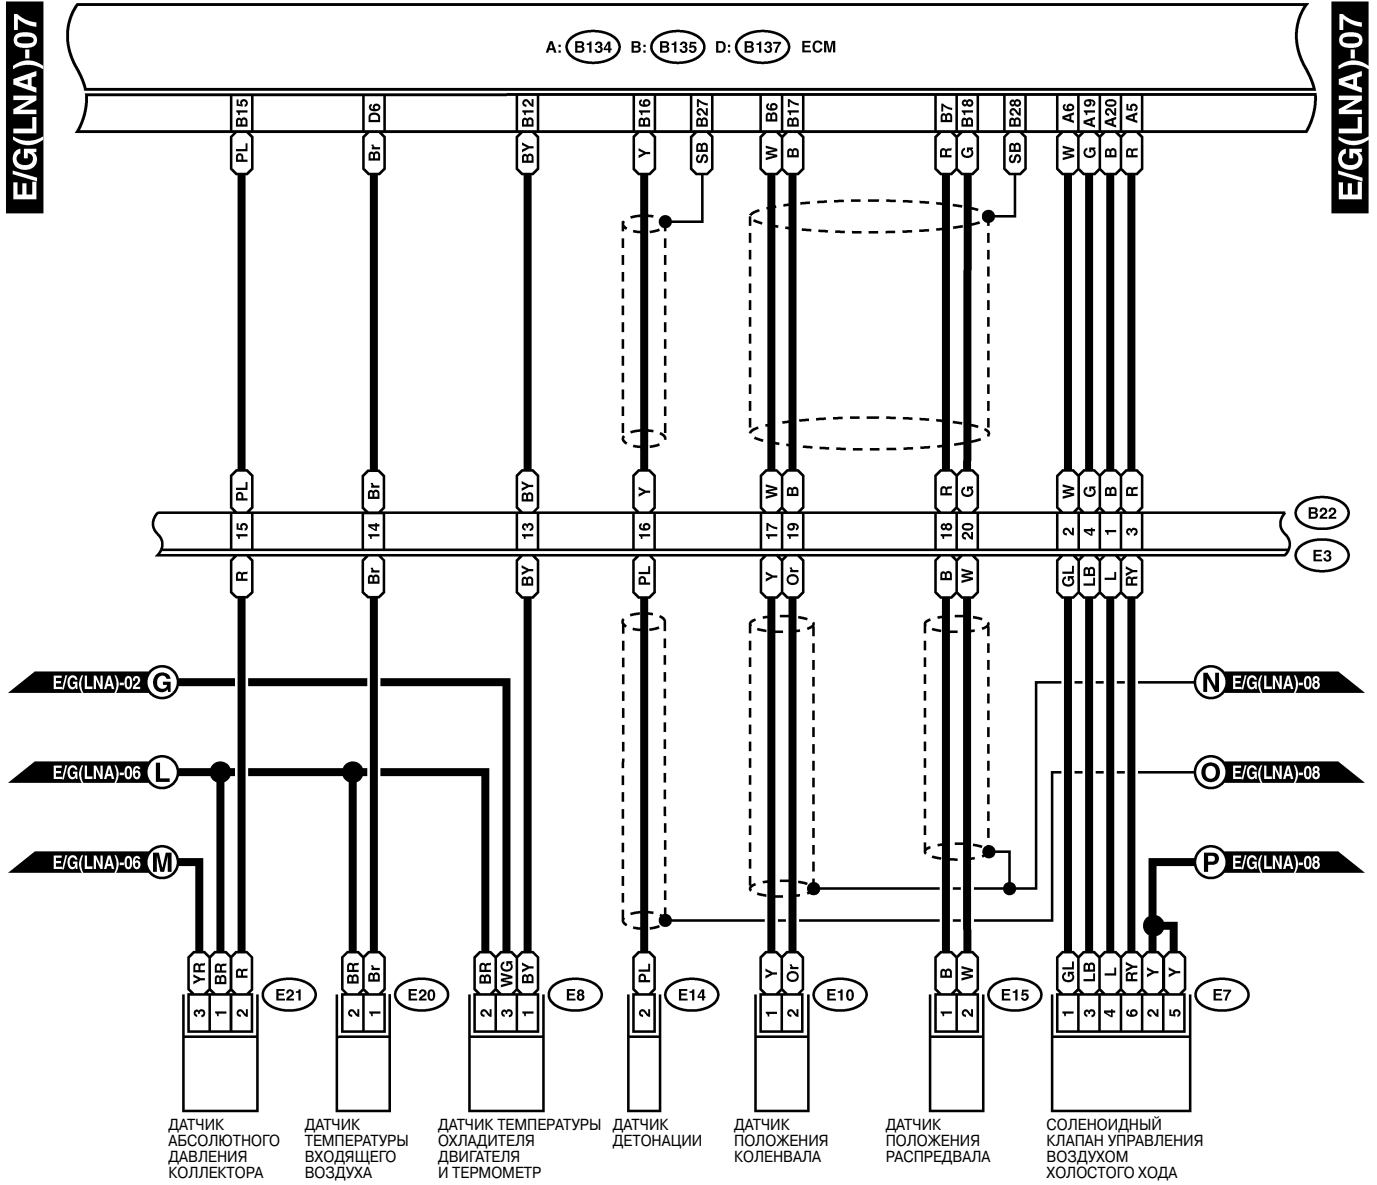 E/G(LNA)-07
E/G(LNA)-07
A: B134 B: B135 D: B137 ECM
B15 D6 B12 B16 B27 B6 B17 B7 B18 B28 A6 A19 A20 A5
PL Br BY Y SB W B R G SB W G B R
PL Br BY Y W B R G W G B R
B22
15 14 13 16 17 19 18 20 2 4 1 3
E3
R Br BY PL Y Or B W GL LB L RY
E/G(LNA)-02 G
N E/G(LNA)-08
E/G(LNA)-06 L
O E/G(LNA)-08
E/G(LNA)-06 M
P E/G(LNA)-08
YR BR R BR Br BR WG BY PL Y Or B W GL LB L RY Y Y
E21 E20 E8 E14 E10 E15 E7
3 1 2 2 1 2 3 1 2 1 2 1 2 1 3 4 6 2 5
ДАТЧИК
АБСОЛЮТНОГО
ДАВЛЕНИЯ
КОЛЛЕКТОРА
ДАТЧИК
ТЕМПЕРАТУРЫ
ВХОДЯЩЕГО
ВОЗДУХА
ДАТЧИК ТЕМПЕРАТУРЫ
ОХЛАДИТЕЛЯ
ДВИГАТЕЛЯ
И ТЕРМОМЕТР
ДАТЧИК
ДЕТОНАЦИИ
ДАТЧИК
ПОЛОЖЕНИЯ
КОЛЕНВАЛА
ДАТЧИК
ПОЛОЖЕНИЯ
РАСПРЕДВАЛА
СОЛЕНОИДНЫЙ
КЛАПАН УПРАВЛЕНИЯ
ВОЗДУХОМ
ХОЛОСТОГО ХОДА